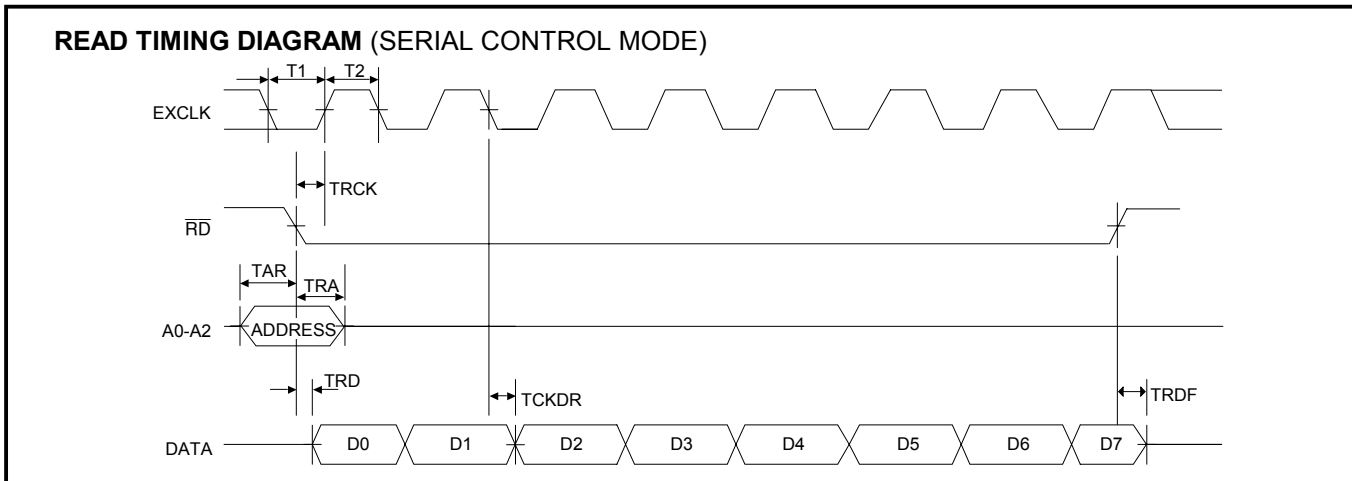 READ TIMING DIAGRAM (SERIAL CONTROL MODE)
T1 T2
EXCLK
TRCK
RD
TAR
TRA
A0-A2 ADDRESS
TRD
TCKDR
TRDF
DATA D0 D1 D2 D3 D4 D5 D6 D7